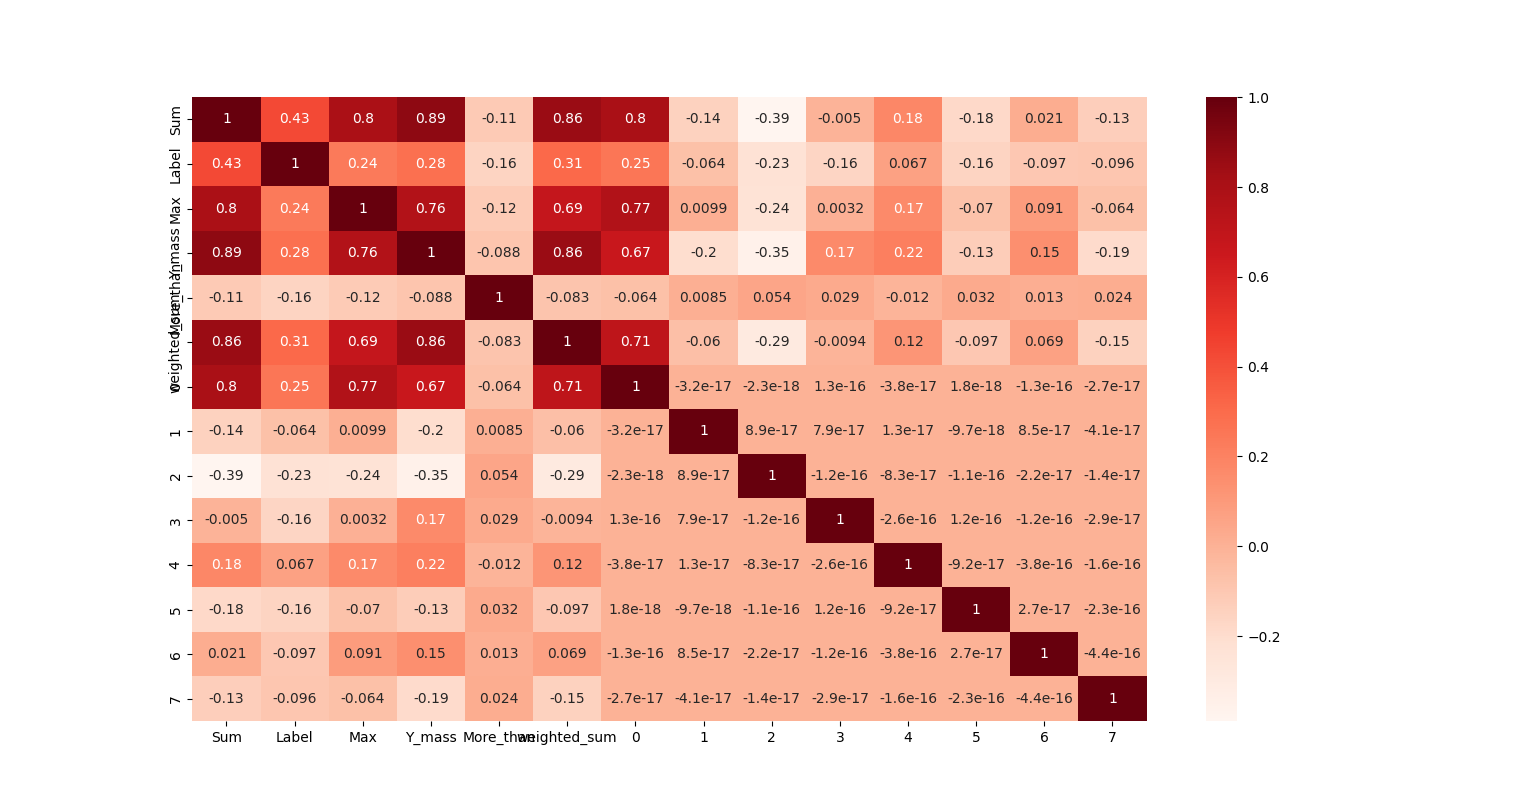 Sum 1 0.43 0.8 0.89 -0.11 0.86 0.8 -0.14 -0.39 -0.005 0.18 -0.18 0.021 -0.13
Label 0.43 1 0.24 0.28 -0.16 0.31 0.25 -0.064 -0.23 -0.16 0.067 -0.16 -0.097 -0.096
Max 0.8 0.24 1 0.76 -0.12 0.69 0.77 0.0099 -0.24 0.0032 0.17 -0.07 0.091 -0.064
Y_mass 0.89 0.28 0.76 1 -0.088 0.86 0.67 -0.2 -0.35 0.17 0.22 -0.13 0.15 -0.19
More_than -0.11 -0.16 -0.12 -0.088 1 -0.083 -0.064 0.0085 0.054 0.029 -0.012 0.032 0.013 0.024
weighted_sum 0.86 0.31 0.69 0.86 -0.083 1 0.71 -0.06 -0.29 -0.0094 0.12 -0.097 0.069 -0.15
0 0.8 0.25 0.77 0.67 -0.064 0.71 1 -3.2e-17 -2.3e-18 1.3e-16 -3.8e-17 1.8e-18 -1.3e-16 -2.7e-17
1 -0.14 -0.064 0.0099 -0.2 0.0085 -0.06 -3.2e-17 1 8.9e-17 7.9e-17 1.3e-17 -9.7e-18 8.5e-17 -4.1e-17
2 -0.39 -0.23 -0.24 -0.35 0.054 -0.29 -2.3e-18 8.9e-17 1 -1.2e-16 -8.3e-17 -1.1e-16 -2.2e-17 -1.4e-17
3 -0.005 -0.16 0.0032 0.17 0.029 -0.0094 1.3e-16 7.9e-17 -1.2e-16 1 -2.6e-16 1.2e-16 -1.2e-16 -2.9e-17
4 0.18 0.067 0.17 0.22 -0.012 0.12 -3.8e-17 1.3e-17 -8.3e-17 -2.6e-16 1 -9.2e-17 -3.8e-16 -1.6e-16
5 -0.18 -0.16 -0.07 -0.13 0.032 -0.097 1.8e-18 -9.7e-18 -1.1e-16 1.2e-16 -9.2e-17 1 2.7e-17 -2.3e-16
6 0.021 -0.097 0.091 0.15 0.013 0.069 -1.3e-16 8.5e-17 -2.2e-17 -1.2e-16 -3.8e-16 2.7e-17 1 -4.4e-16
7 -0.13 -0.096 -0.064 -0.19 0.024 -0.15 -2.7e-17 -4.1e-17 -1.4e-17 -2.9e-17 -1.6e-16 -2.3e-16 -4.4e-16 1
Sum Label Max Y_mass More_than weighted_sum 0 1 2 3 4 5 6 7
1.0
0.8
0.6
0.4
0.2
0.0
−0.2